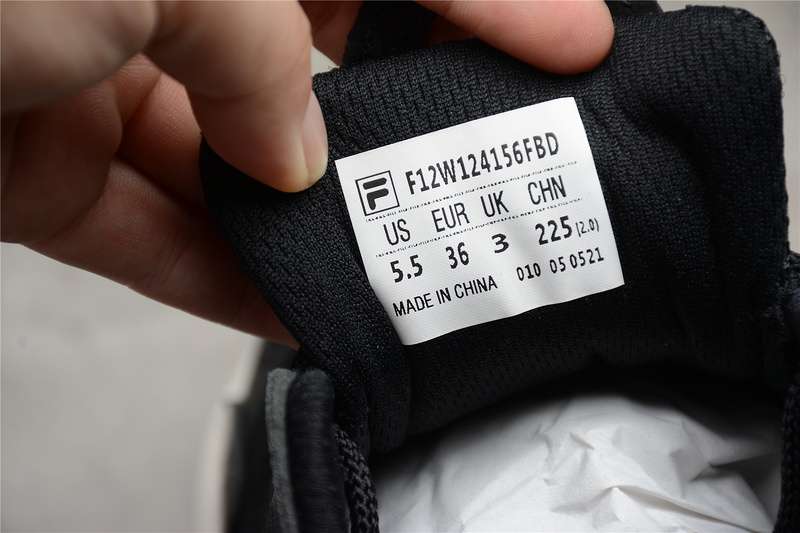 F F12W124156FBD
US EUR UK CHN
5.5 36 3 225 (2.0)
MADE IN CHINA 010 05 0521